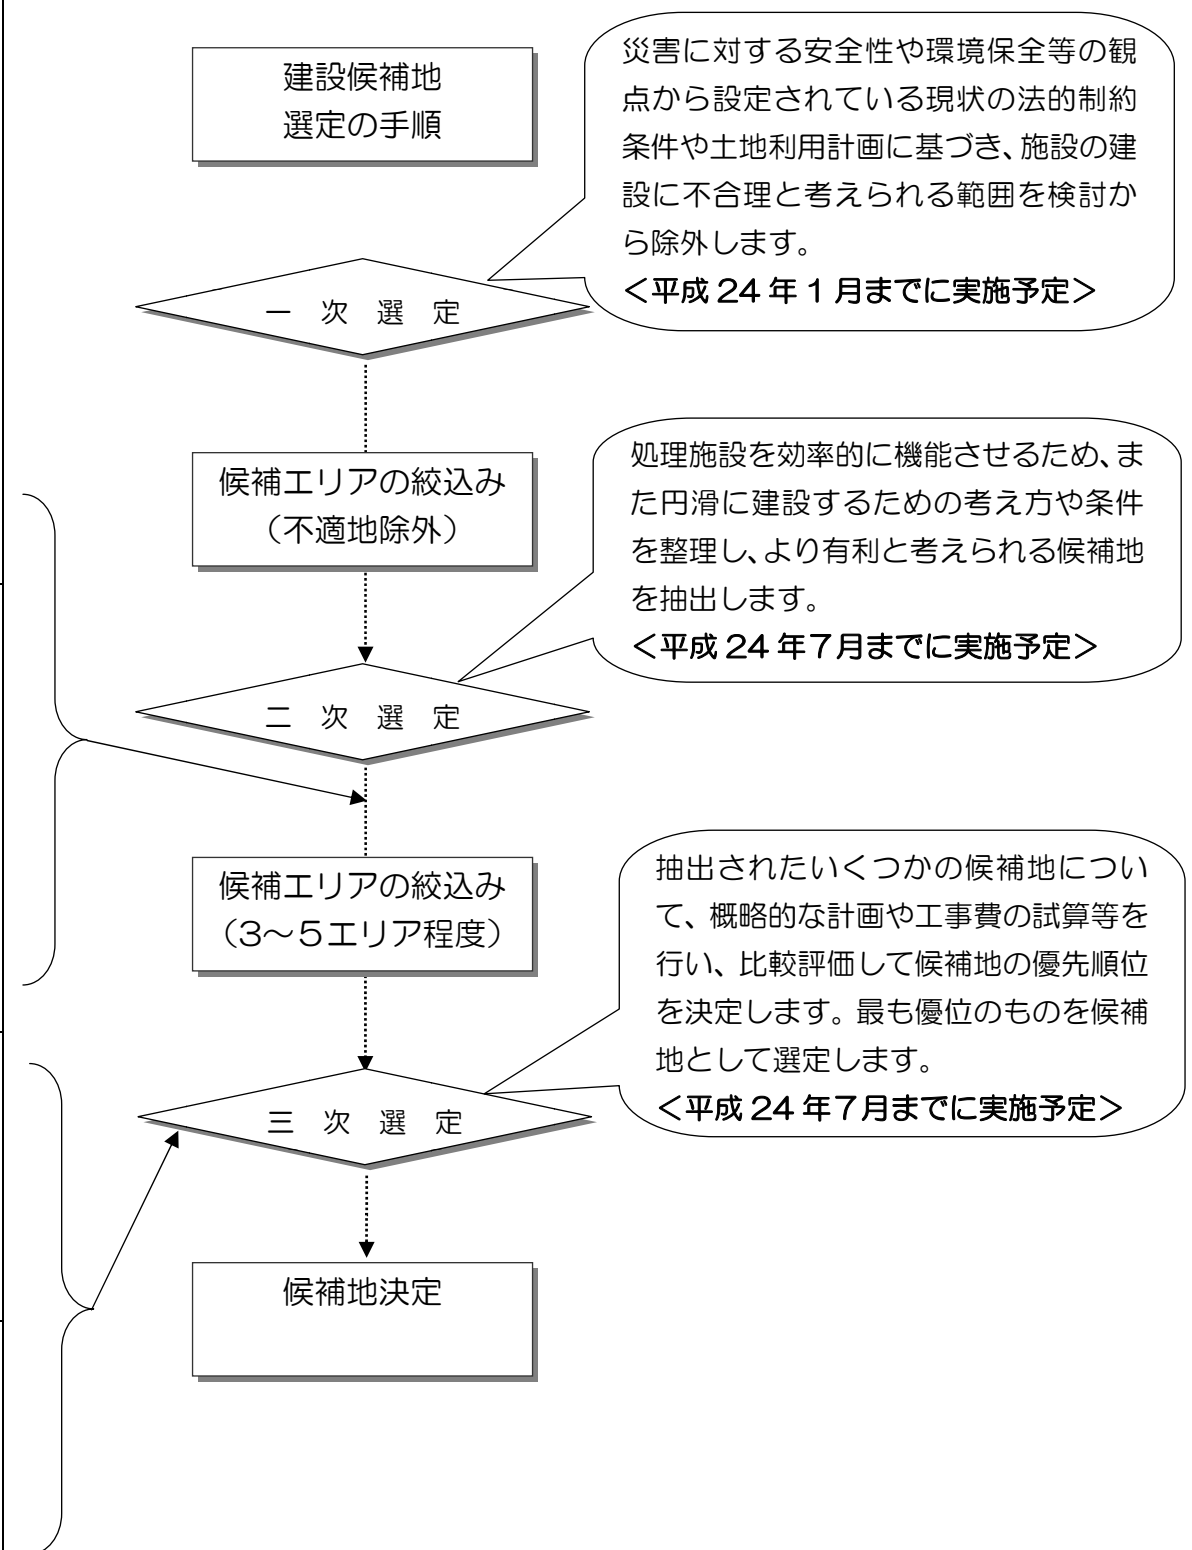 建設候補地
選定の手順
災害に対する安全性や環境保全等の観
点から設定されている現状の法的制約
条件や土地利用計画に基づき、施設の建
設に不合理と考えられる範囲を検討か
ら除外します。
＜平成 24 年 1 月までに実施予定＞
一 次 選 定
候補エリアの絞込み
（不適地除外）
処理施設を効率的に機能させるため、ま
た円滑に建設するための考え方や条件
を整理し、より有利と考えられる候補地
を抽出します。
＜平成 24 年７月までに実施予定＞
二 次 選 定
候補エリアの絞込み
（3～５エリア程度）
抽出されたいくつかの候補地につい
て、概略的な計画や工事費の試算等を
行い、比較評価して候補地の優先順位
を決定します。最も優位のものを候補
地として選定します。
＜平成 24 年７月までに実施予定＞
三 次 選 定
候補地決定